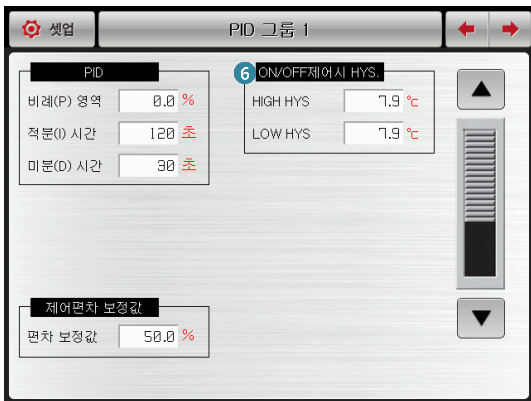 셋업
PID 그룹 1
PID
비례(P) 영역 0.0 %
적분(I) 시간 120 초
미분(D) 시간 30 초
6 ON/OFF제어시 HYS.
HIGH HYS 7.9 ℃
LOW HYS 7.9 ℃
제어편차 보정값
편차 보정값 50.0 %